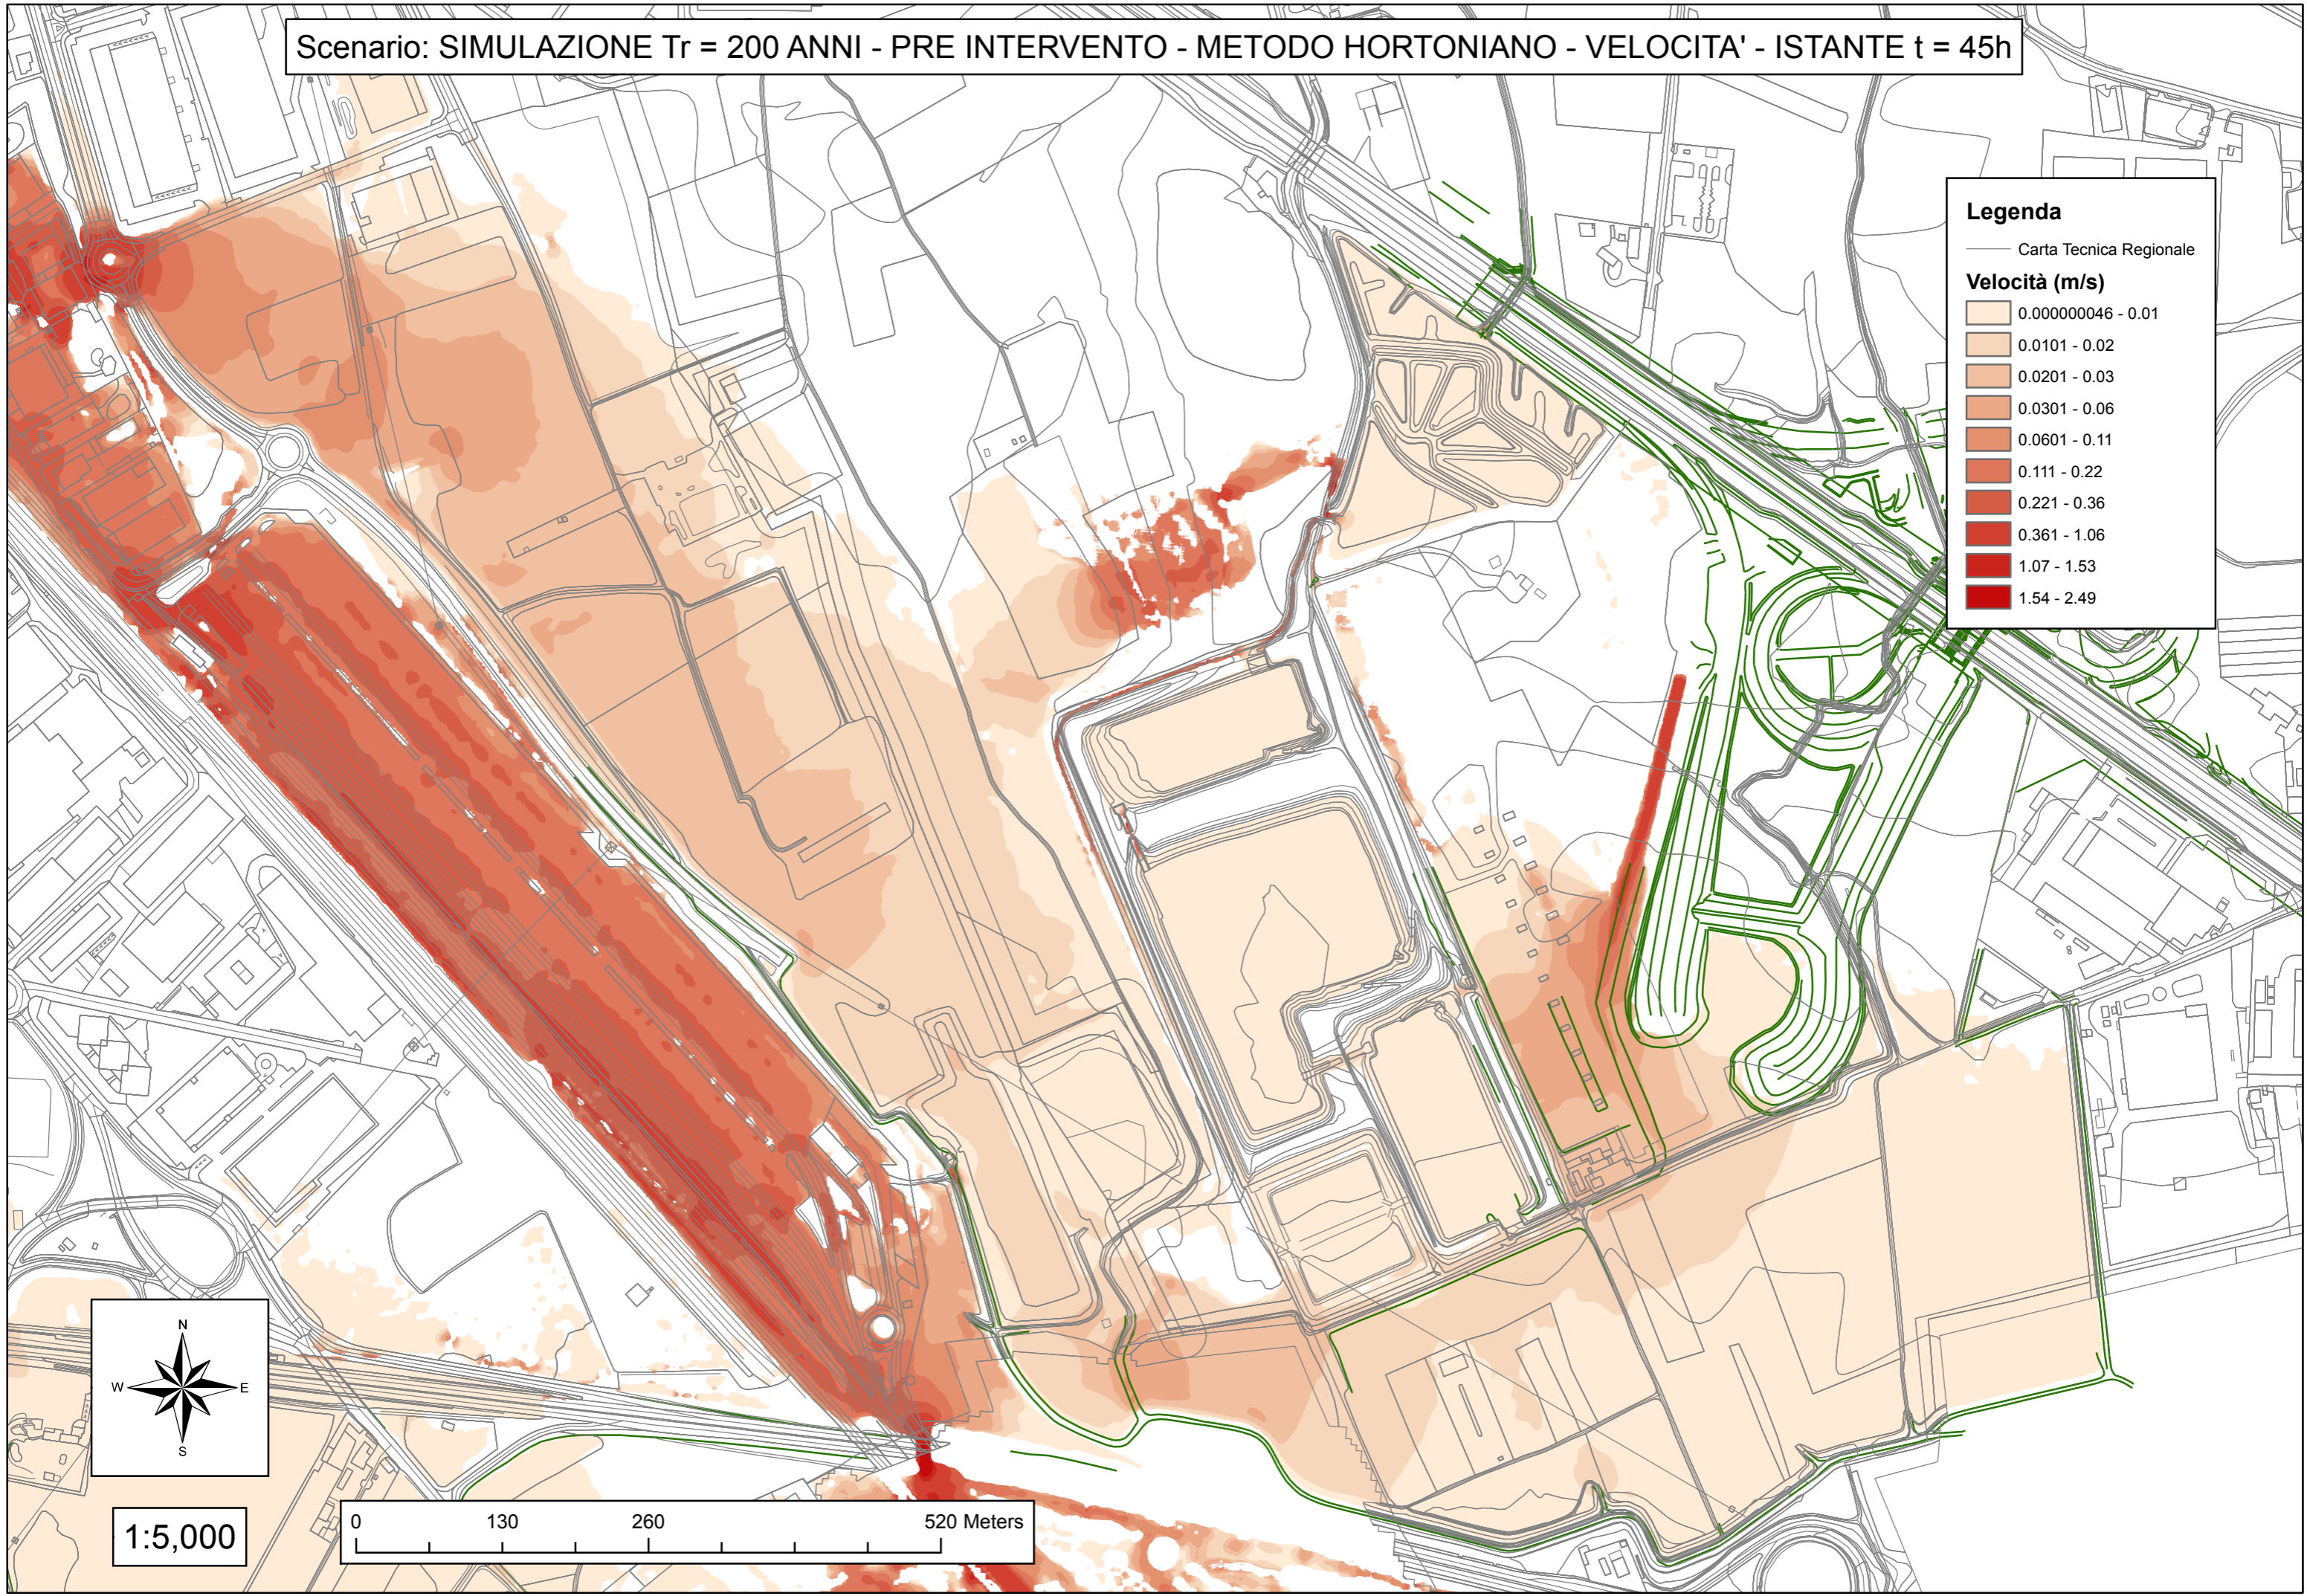 Scenario: SIMULAZIONE Tr = 200 ANNI - PRE INTERVENTO - METODO HORTONIANO - VELOCITA' - ISTANTE t = 45h
Legenda
Carta Tecnica Regionale
Velocità (m/s)
0.000000046 - 0.01
0.0101 - 0.02
0.0201 - 0.03
0.0301 - 0.06
0.0601 - 0.11
0.111 - 0.22
0.221 - 0.36
0.361 - 1.06
1.07 - 1.53
1.54 - 2.49
N
W E
S
1:5,000
0 130 260 520 Meters